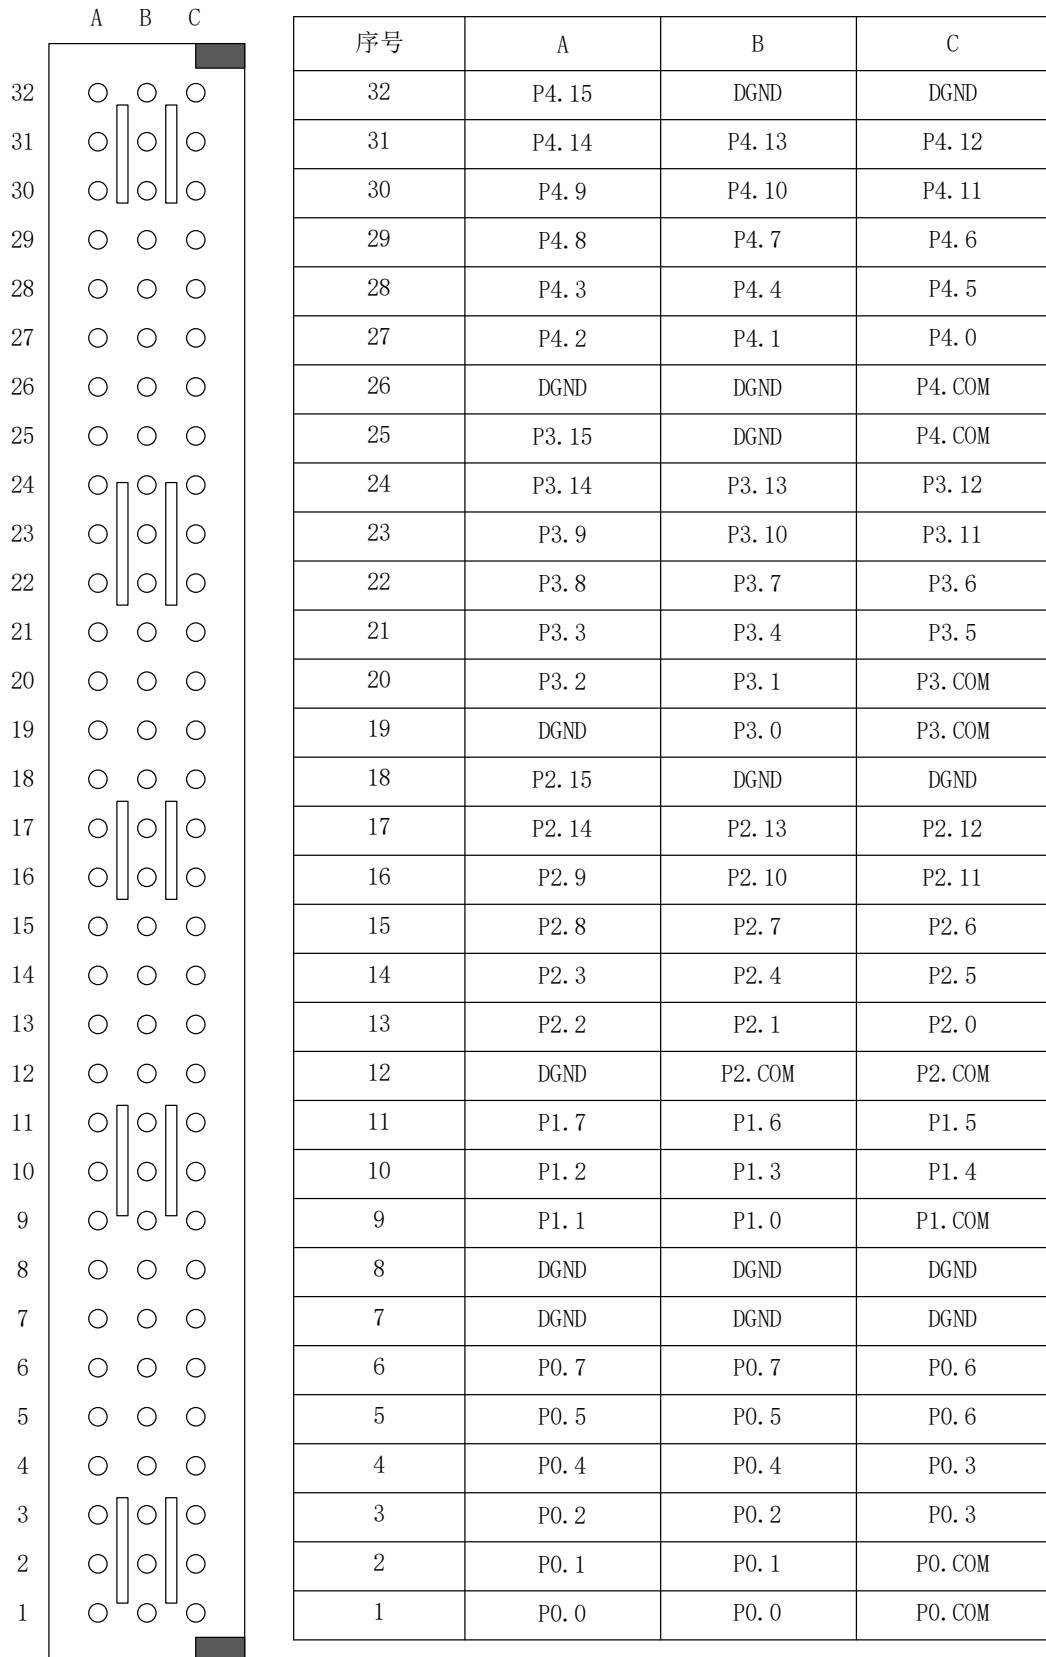 A B C
序号 A B C
32 32 P4.15 DGND DGND
31 31 P4.14 P4.13 P4.12
30 30 P4.9 P4.10 P4.11
29 29 P4.8 P4.7 P4.6
28 28 P4.3 P4.4 P4.5
27 27 P4.2 P4.1 P4.0
26 26 DGND DGND P4.COM
25 25 P3.15 DGND P4.COM
24 24 P3.14 P3.13 P3.12
23 23 P3.9 P3.10 P3.11
22 22 P3.8 P3.7 P3.6
21 21 P3.3 P3.4 P3.5
20 20 P3.2 P3.1 P3.COM
19 19 DGND P3.0 P3.COM
18 18 P2.15 DGND DGND
17 17 P2.14 P2.13 P2.12
16 16 P2.9 P2.10 P2.11
15 15 P2.8 P2.7 P2.6
14 14 P2.3 P2.4 P2.5
13 13 P2.2 P2.1 P2.0
12 12 DGND P2.COM P2.COM
11 11 P1.7 P1.6 P1.5
10 10 P1.2 P1.3 P1.4
9 9 P1.1 P1.0 P1.COM
8 8 DGND DGND DGND
7 7 DGND DGND DGND
6 6 P0.7 P0.7 P0.6
5 5 P0.5 P0.5 P0.6
4 4 P0.4 P0.4 P0.3
3 3 P0.2 P0.2 P0.3
2 2 P0.1 P0.1 P0.COM
1 1 P0.0 P0.0 P0.COM